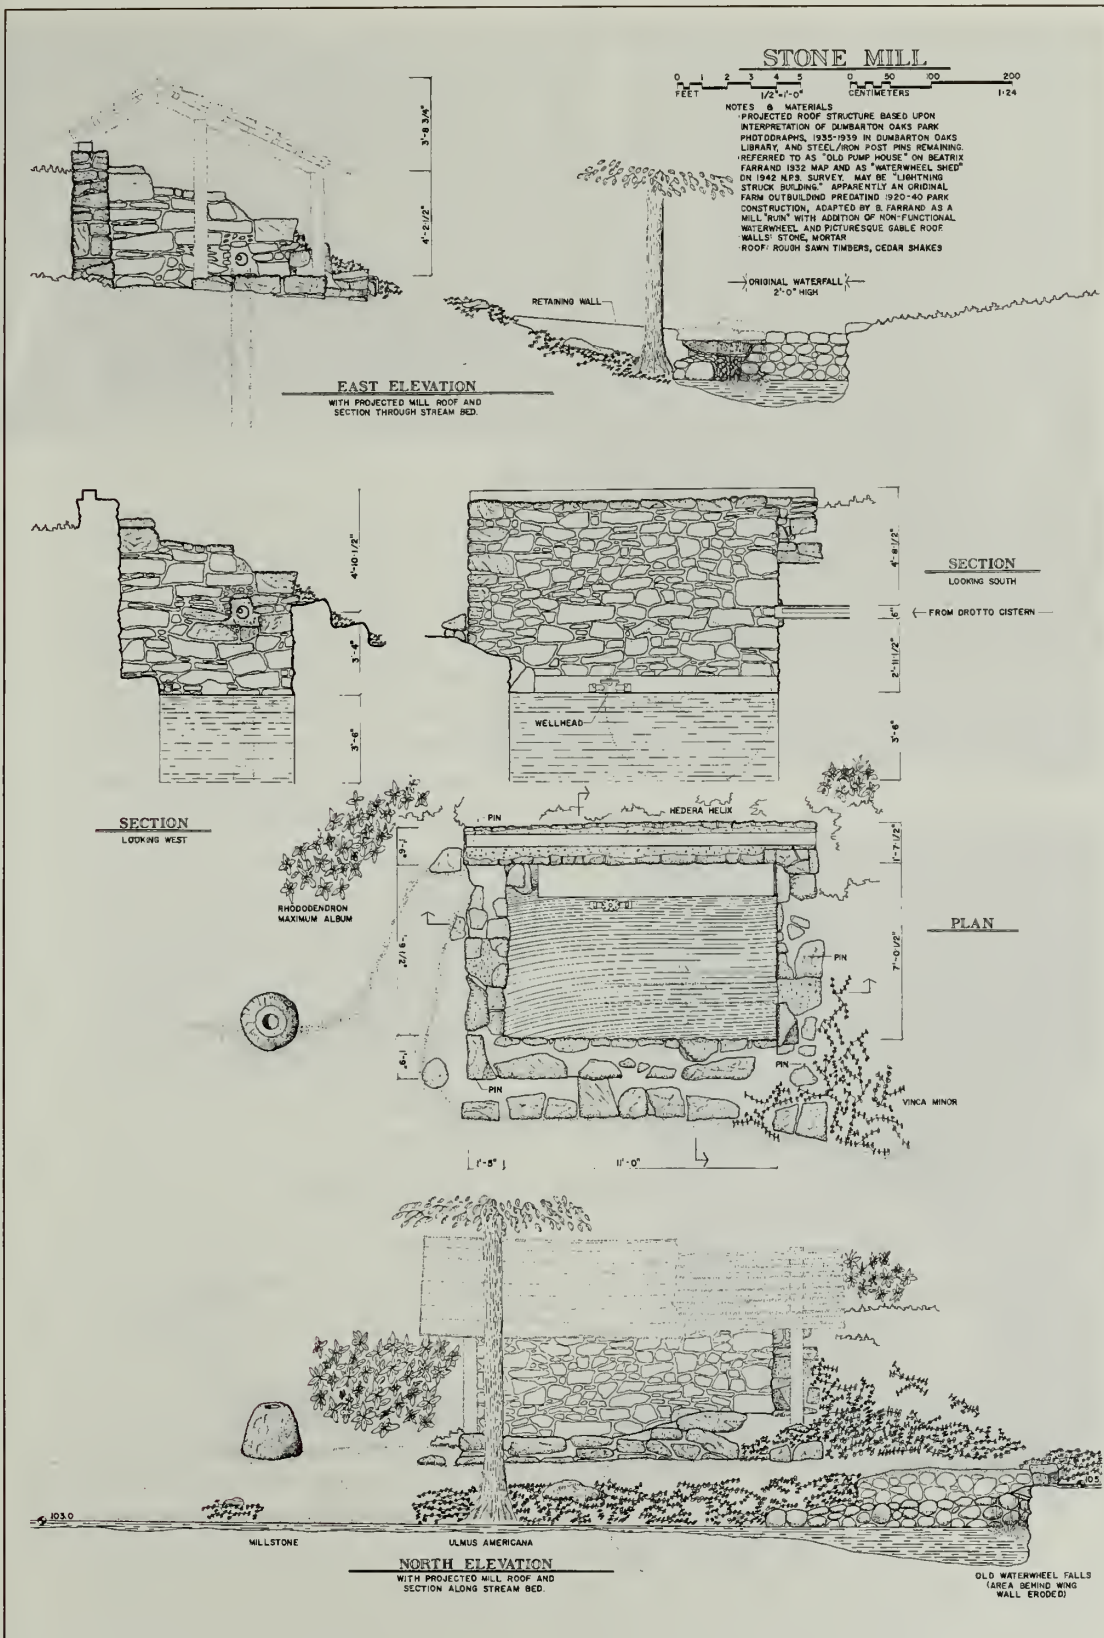 STONE MILL
0 1 2 3 4 5
FEET 1/2"=1'-0"
0 50 100 200
CENTIMETERS 1:24
NOTES & MATERIALS
·PROJECTED ROOF STRUCTURE BASED UPON
INTERPRETATION OF DUMBARTON OAKS PARK
PHOTOGRAPHS, 1935-1939 IN DUMBARTON OAKS
LIBRARY, AND STEEL/IRON POST PINS REMAINING.
·REFERRED TO AS "OLD PUMP HOUSE" ON BEATRIX
FARRAND 1932 MAP AND AS "WATERWHEEL SHED"
ON 1942 N.P.S. SURVEY. MAY BE "LIGHTNING
STRUCK BUILDING." APPARENTLY AN ORIGINAL
FARM OUTBUILDING PREDATING 1920-40 PARK
CONSTRUCTION, ADAPTED BY B. FARRAND AS A
MILL "RUIN" WITH ADDITION OF NON-FUNCTIONAL
WATERWHEEL AND PICTURESQUE GABLE ROOF.
WALLS: STONE, MORTAR
·ROOF: ROUGH SAWN TIMBERS, CEDAR SHAKES
3'-8 3/4"
4'-2 1/2"
ORIGINAL WATERFALL
2'-0" HIGH
RETAINING WALL
EAST ELEVATION
WITH PROJECTED MILL ROOF AND
SECTION THROUGH STREAM BED.
4'-10 1/2"
3'-4"
3'-6"
SECTION
LOOKING WEST
4'-8 1/2"
6"
2'-11 1/2"
3'-6"
SECTION
LOOKING SOUTH
FROM GROTTO CISTERN
WELLHEAD
PIN
HEDERA HELIX
1'-6"
1'-7 1/2"
RHODODENDRON
MAXIMUM ALBUM
PLAN
7'-0 1/2"
PIN
PIN
PIN
VINCA MINOR
11'-0"
103.0
MILLSTONE
ULMUS AMERICANA
NORTH ELEVATION
WITH PROJECTED MILL ROOF AND
SECTION ALONG STREAM BED.
OLD WATERWHEEL FALLS
(AREA BEHIND WING
WALL ERODED)